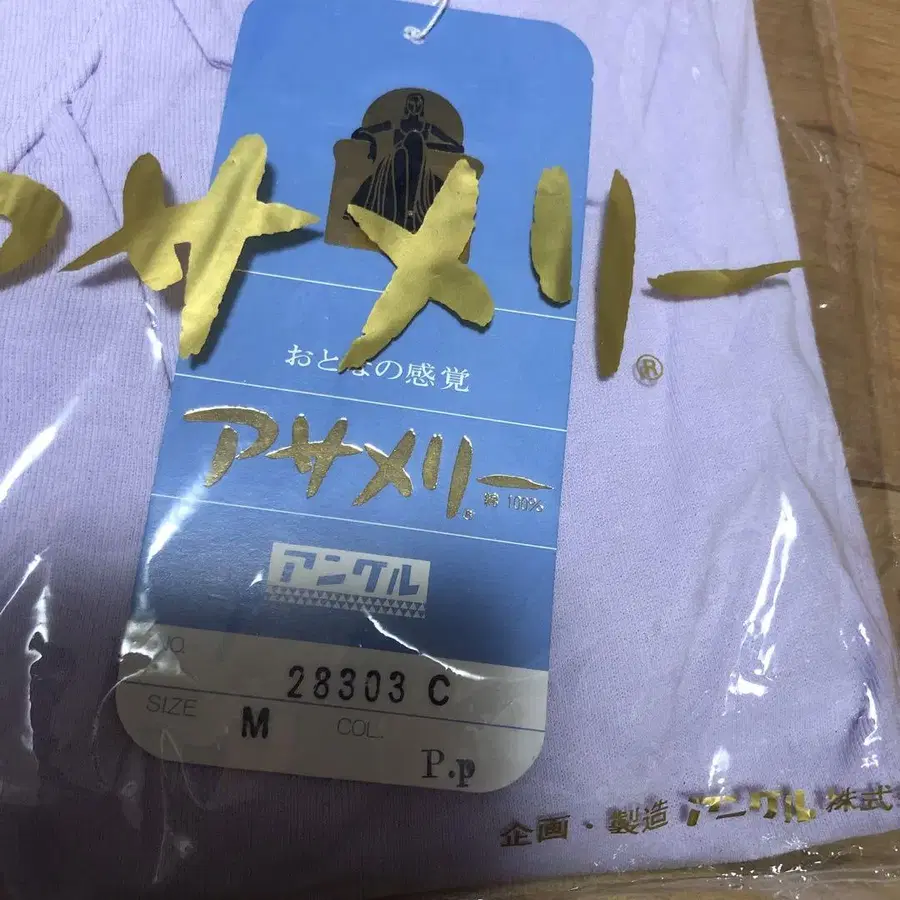 アサメリー®
おとなの感覚
アサメリー® 綿100%
アングル
NO.
28303 C
SIZE M COL. P.p
企画・製造 アングル 株式